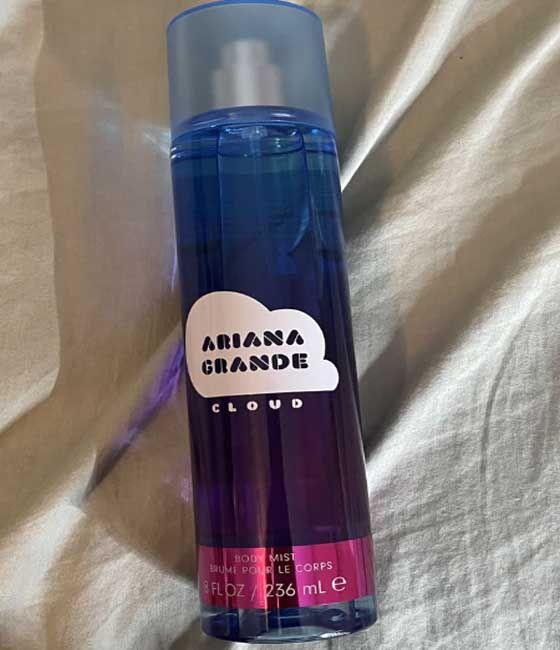 ARIANA
GRANDE
CLOUD
BODY MIST
BRUME POUR LE CORPS
8 FL OZ / 236 mL e